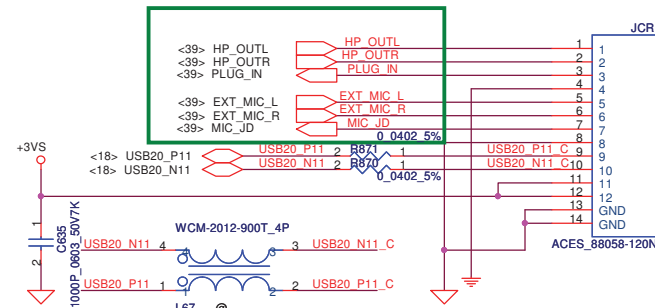 JCR
<39> HP_OUTL HP_OUTL 1 1
<39> HP_OUTR HP_OUTR 2 2
<39> PLUG_IN PLUG_IN 3 3
4 4
<39> EXT_MIC_L EXT_MIC_L 5 5
<39> EXT_MIC_R EXT_MIC_R 6 6
<39> MIC_JD MIC_JD 7 7
0_0402_5% 8 8
+3VS
<18> USB20_P11 USB20_P11 2 R871 1 USB20_P11_C 9 9
<18> USB20_N11 USB20_N11 2 R870 1 USB20_N11_C 10 10
0_0402_5% 11 11
12 12
13 GND
14 GND
ACES_88058-120N
1
C635
2
1000P_0603_50V7K
WCM-2012-900T_4P
USB20_N11 4 4 3 3 USB20_N11_C
USB20_P11 1 1 2 2 USB20_P11_C
L67 @